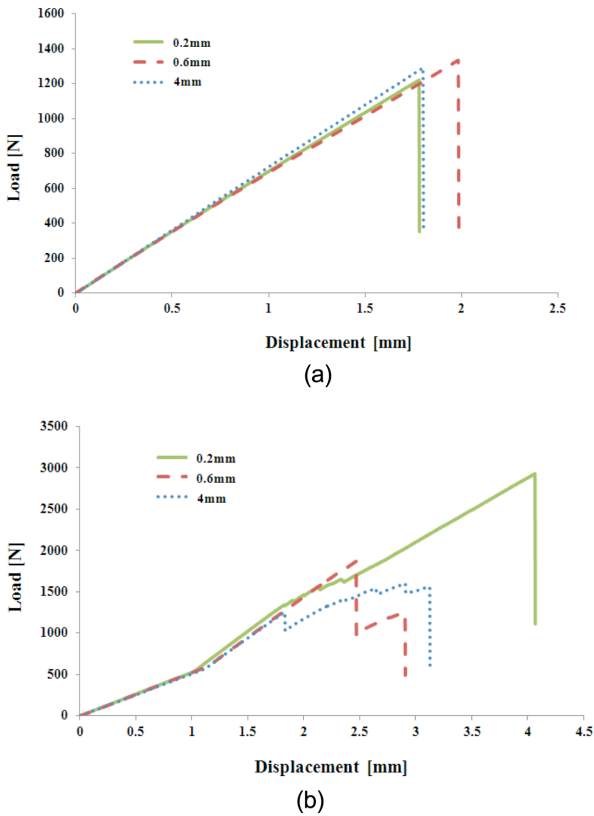 1600
1400
1200
1000
800
600
400
200
0
Load [N]
0.2mm
0.6mm
4mm
0 0.5 1 1.5 2 2.5
Displacement [mm]
(a)
3500
3000
2500
2000
1500
1000
500
0
Load [N]
0.2mm
0.6mm
4mm
0 0.5 1 1.5 2 2.5 3 3.5 4 4.5
Displacement [mm]
(b)